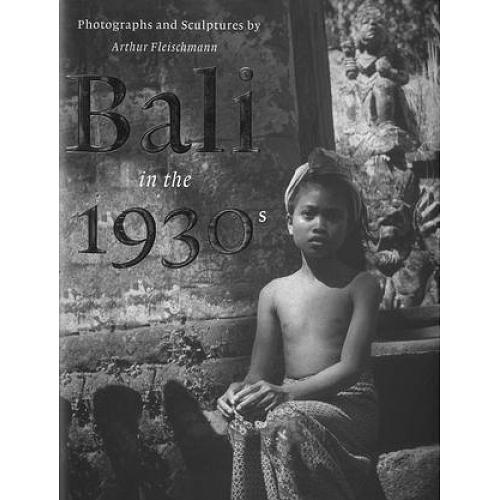 Photographs and Sculptures by
Arthur Fleischmann
Bali
in the
1930s